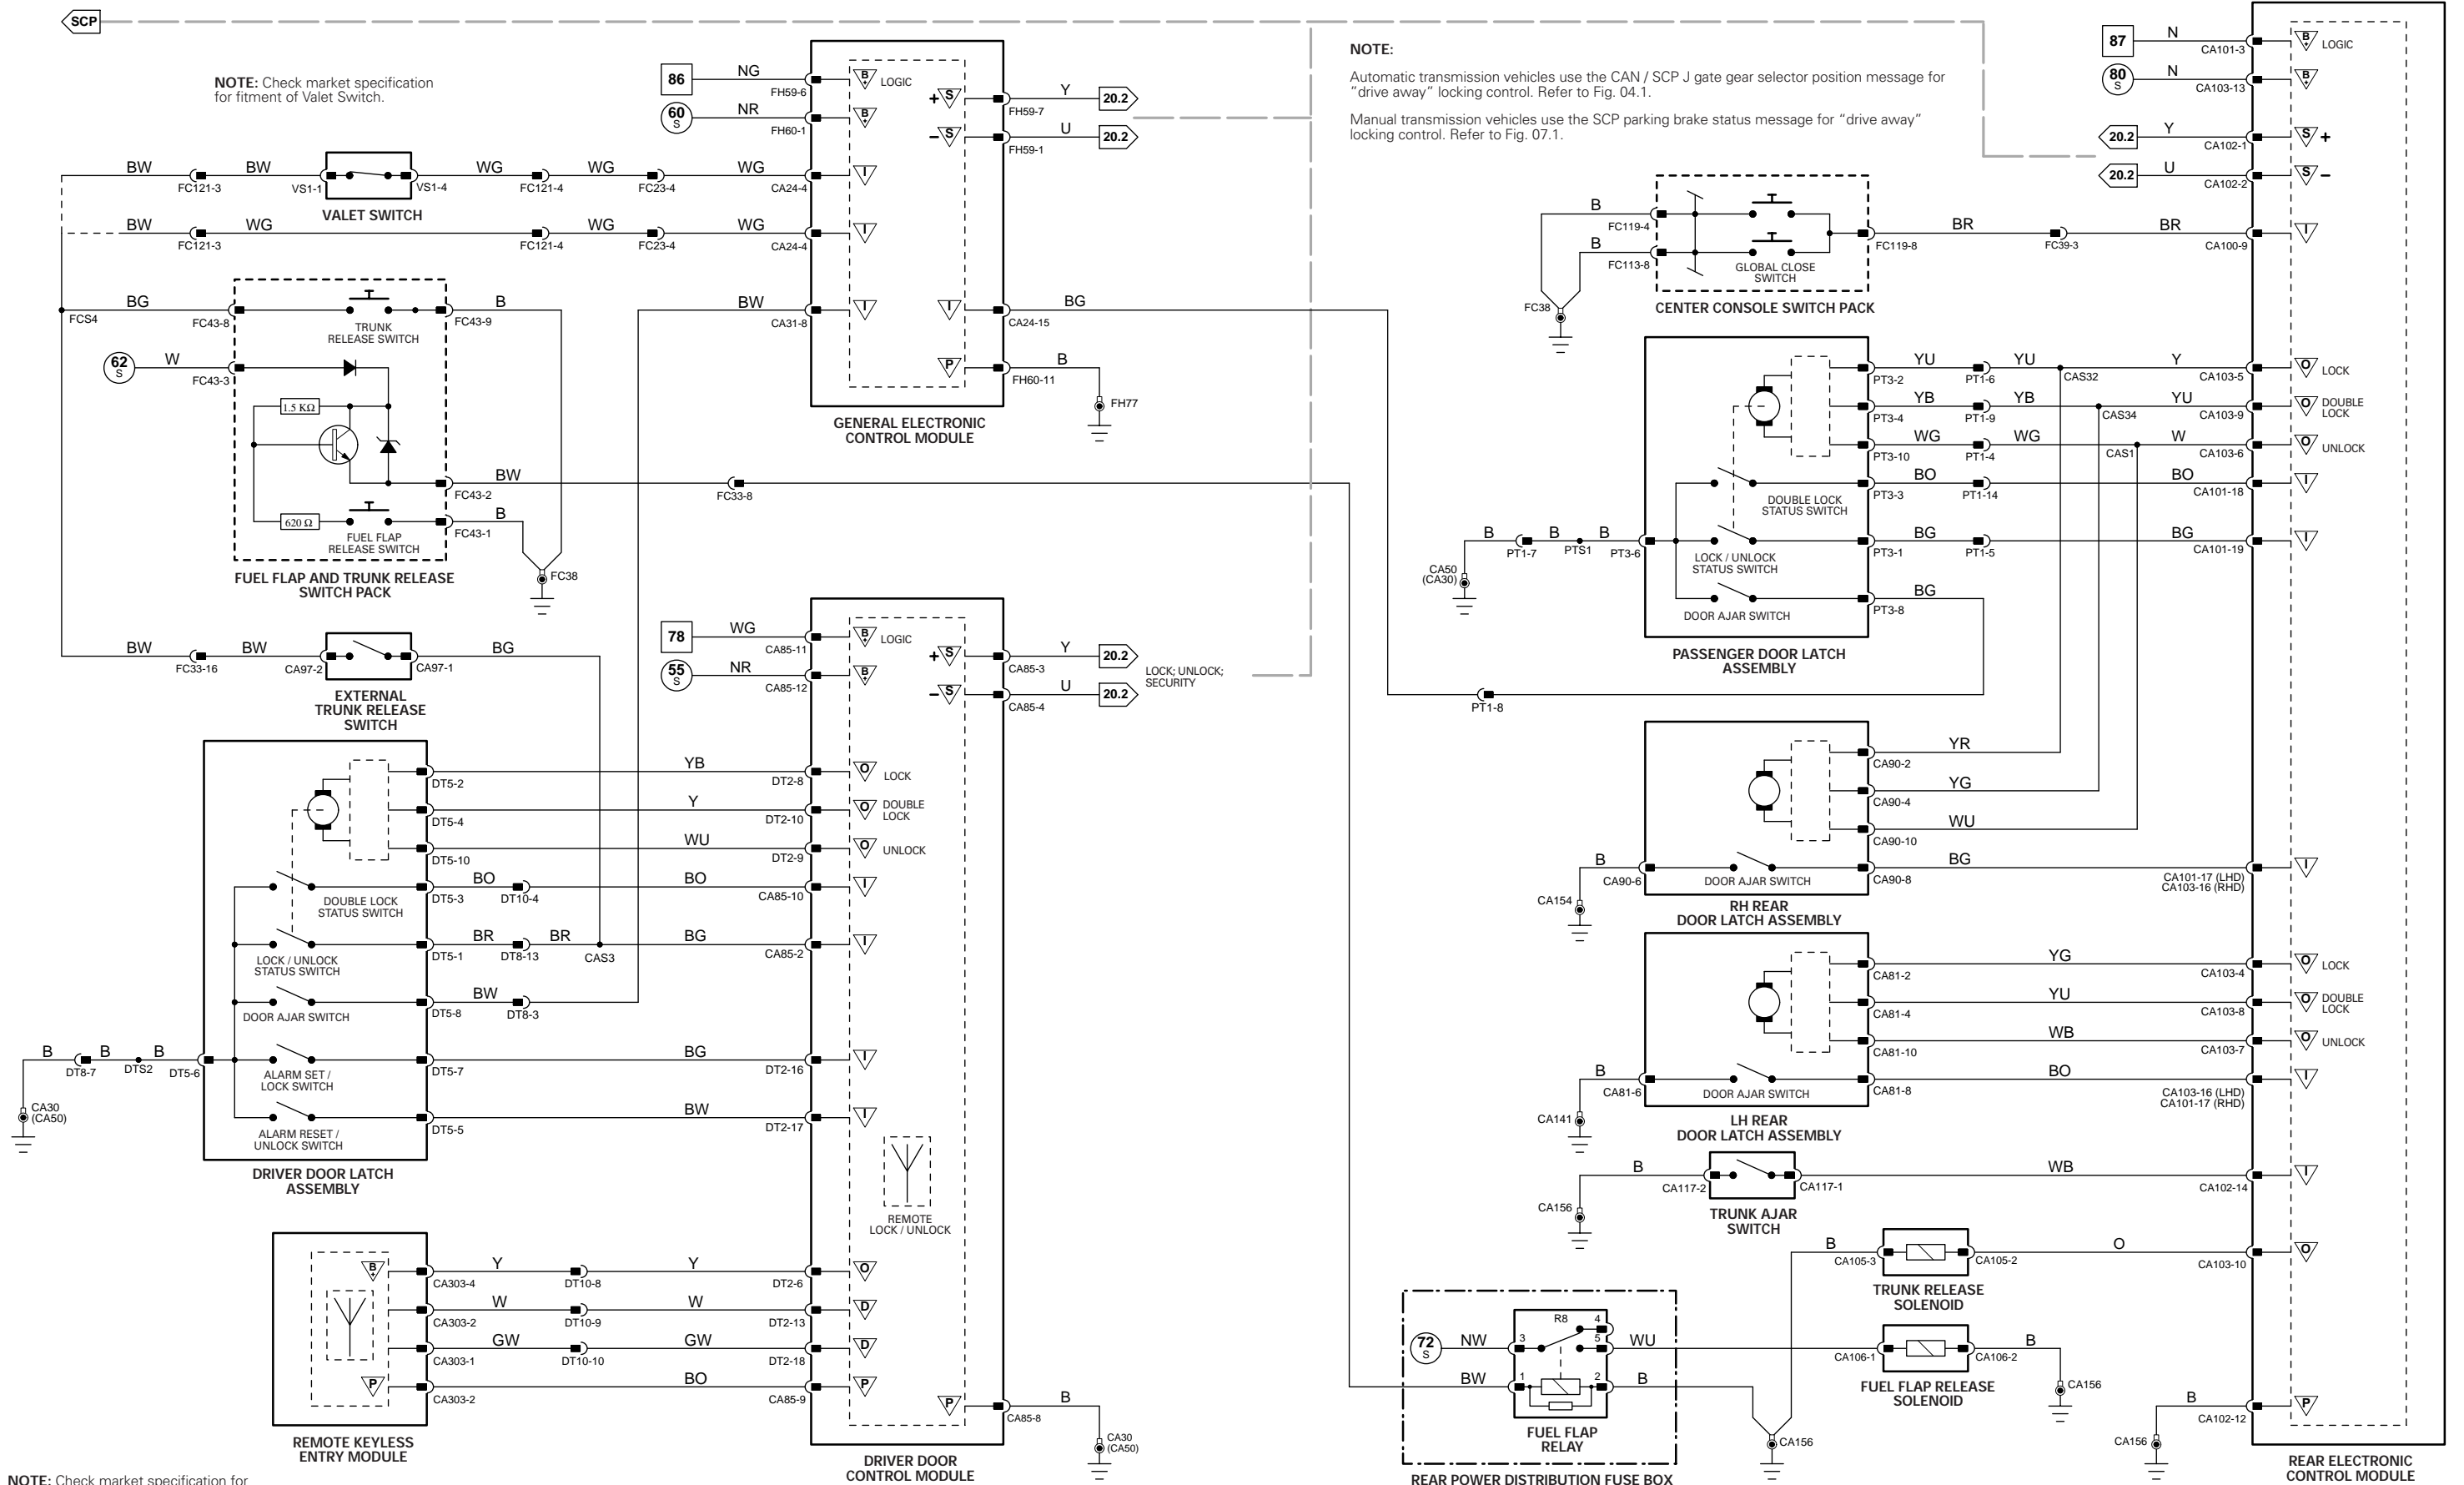 SCP
NOTE: Check market specification
for fitment of Valet Switch.
BW
FC121-3
BW
VS1-1
VS1-4
VALET SWITCH
WG
FC121-4
WG
FC23-4
WG
CA24-4
BW
FC121-3
WG
FC121-4
WG
FC23-4
WG
CA24-4
86
NG
FH59-6
B+
LOGIC
60
S
NR
FH60-1
B+
+
S
FH59-7
Y
20.2
–
S
FH59-1
U
20.2
I
I
BW
CA31-8
I
I
CA24-15
BG
P
FH60-11
B
FH77
GENERAL ELECTRONIC
CONTROL MODULE
FCS4
BG
FC43-8
TRUNK
RELEASE SWITCH
FC43-9
B
62
S
W
FC43-3
1.5 KΩ
FC43-2
BW
FC33-8
620 Ω
FUEL FLAP
RELEASE SWITCH
FC43-1
B
FC38
FUEL FLAP AND TRUNK RELEASE
SWITCH PACK
BW
FC33-16
BW
CA97-2
CA97-1
BG
EXTERNAL
TRUNK RELEASE
SWITCH
78
WG
CA85-11
B+
LOGIC
55
S
NR
CA85-12
B+
+
S
CA85-3
Y
20.2
–
S
CA85-4
U
20.2
LOCK; UNLOCK;
SECURITY
DT5-2
YB
DT2-8
O
LOCK
DT5-4
Y
DT2-10
O
DOUBLE
LOCK
DT5-10
WU
DT2-9
O
UNLOCK
DOUBLE LOCK
STATUS SWITCH
DT5-3
BO
DT10-4
BO
CA85-10
I
LOCK / UNLOCK
STATUS SWITCH
DT5-1
BR
DT8-13
BR
CAS3
BG
CA85-2
I
DOOR AJAR SWITCH
DT5-8
BW
DT8-3
B
DT8-7
B
DTS2
B
DT5-6
CA30
(CA50)
ALARM SET /
LOCK SWITCH
DT5-7
BG
DT2-16
I
ALARM RESET /
UNLOCK SWITCH
DT5-5
BW
DT2-17
I
DRIVER DOOR LATCH
ASSEMBLY
REMOTE
LOCK / UNLOCK
B+
CA303-4
Y
DT10-8
Y
DT2-6
O
CA303-2
W
DT10-9
W
DT2-13
D
CA303-1
GW
DT10-10
GW
DT2-18
D
P
CA303-2
BO
CA85-9
P
REMOTE KEYLESS
ENTRY MODULE
P
CA85-8
B
CA30
(CA50)
DRIVER DOOR
CONTROL MODULE
NOTE: Check market specification for
NOTE:
Automatic transmission vehicles use the CAN / SCP J gate gear selector position message for
“drive away” locking control. Refer to Fig. 04.1.
Manual transmission vehicles use the SCP parking brake status message for “drive away”
locking control. Refer to Fig. 07.1.
87
N
CA101-3
B+
LOGIC
80
S
N
CA103-13
B+
20.2
Y
CA102-1
S
+
20.2
U
CA102-2
S
–
B
FC119-4
B
FC113-8
FC38
GLOBAL CLOSE
SWITCH
CENTER CONSOLE SWITCH PACK
FC119-8
BR
FC39-3
BR
CA100-9
I
PT3-2
YU
PT1-6
YU
CAS32
Y
CA103-5
O
LOCK
PT3-4
YB
PT1-9
YB
CAS34
YU
CA103-9
O
DOUBLE
LOCK
PT3-10
WG
PT1-4
WG
CAS1
W
CA103-6
O
UNLOCK
DOUBLE LOCK
STATUS SWITCH
PT3-3
BO
PT1-14
BO
CA101-18
I
CA50
(CA30)
B
PT1-7
B
PTS1
B
PT3-6
LOCK / UNLOCK
STATUS SWITCH
PT3-1
BG
PT1-5
BG
CA101-19
I
DOOR AJAR SWITCH
PT3-8
BG
PASSENGER DOOR LATCH
ASSEMBLY
PT1-8
CA90-2
YR
CA90-4
YG
CA90-10
WU
CA154
B
CA90-6
DOOR AJAR SWITCH
CA90-8
BG
CA101-17 (LHD)
CA103-16 (RHD)
I
RH REAR
DOOR LATCH ASSEMBLY
CA81-2
YG
CA103-4
O
LOCK
CA81-4
YU
CA103-8
O
DOUBLE
LOCK
CA81-10
WB
CA103-7
O
UNLOCK
CA141
B
CA81-6
DOOR AJAR SWITCH
CA81-8
BO
CA103-16 (LHD)
CA101-17 (RHD)
I
LH REAR
DOOR LATCH ASSEMBLY
CA156
B
CA117-2
CA117-1
WB
CA102-14
I
TRUNK AJAR
SWITCH
B
CA105-3
CA105-2
O
CA103-10
O
TRUNK RELEASE
SOLENOID
72
S
NW
3
R8
4
5
WU
CA106-1
CA106-2
B
CA156
FUEL FLAP RELEASE
SOLENOID
BW
1
2
B
CA156
FUEL FLAP
RELAY
REAR POWER DISTRIBUTION FUSE BOX
CA156
B
CA102-12
P
REAR ELECTRONIC
CONTROL MODULE